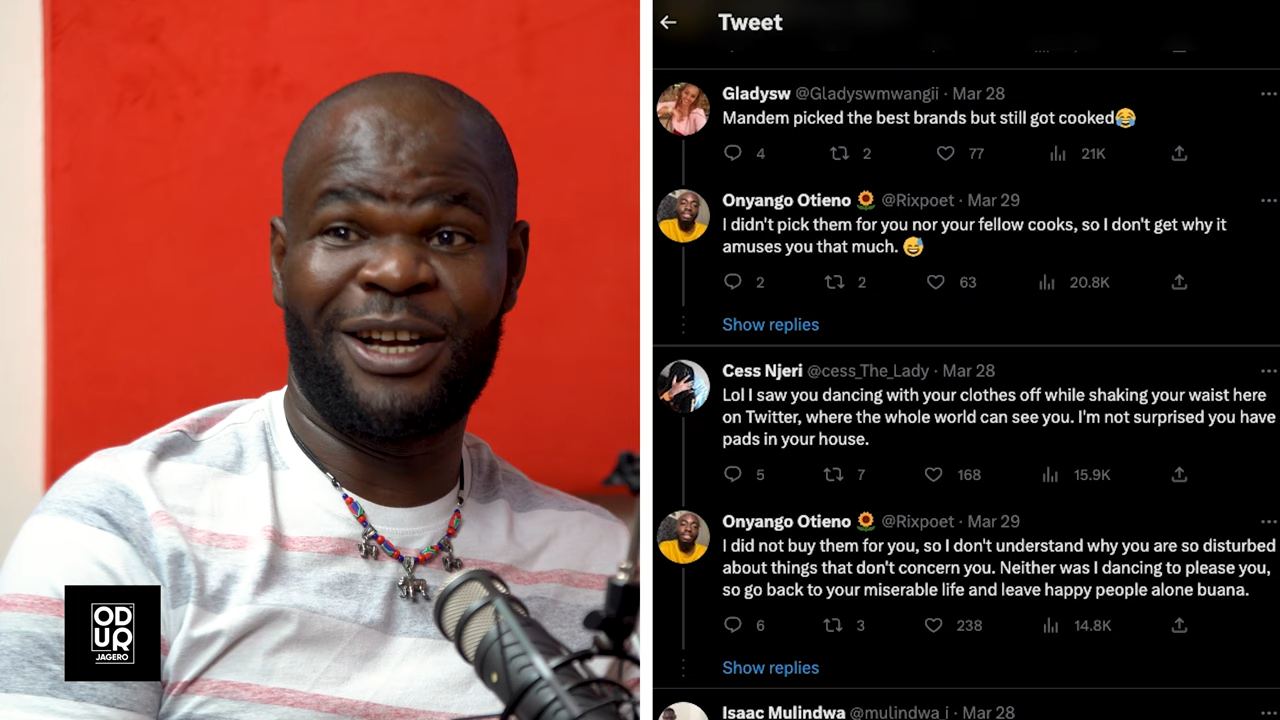 OD
UR
JAGERO
Tweet
Gladysw @Gladyswmwangii · Mar 28
Mandem picked the best brands but still got cooked😂
4 2 77 21K
Onyango Otieno 🌻 @Rixpoet · Mar 29
I didn't pick them for you nor your fellow cooks, so I don't get why it
amuses you that much. 😅
2 2 63 20.8K
Show replies
Cess Njeri @cess_The_Lady · Mar 28
Lol I saw you dancing with your clothes off while shaking your waist here
on Twitter, where the whole world can see you. I'm not surprised you have
pads in your house.
5 7 168 15.9K
Onyango Otieno 🌻 @Rixpoet · Mar 29
I did not buy them for you, so I don't understand why you are so disturbed
about things that don't concern you. Neither was I dancing to please you,
so go back to your miserable life and leave happy people alone buana.
6 3 238 14.8K
Show replies
Isaac Mulindwa @mulindwa_i · Mar 28